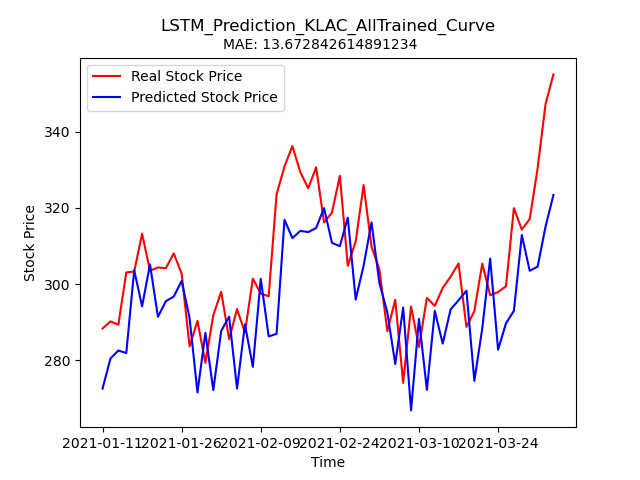 LSTM_Prediction_KLAC_AllTrained_Curve
MAE: 13.672842614891234
Real Stock Price
Predicted Stock Price
Stock Price
340
320
300
280
2021-01-11 2021-01-26 2021-02-09 2021-02-24 2021-03-10 2021-03-24
Time